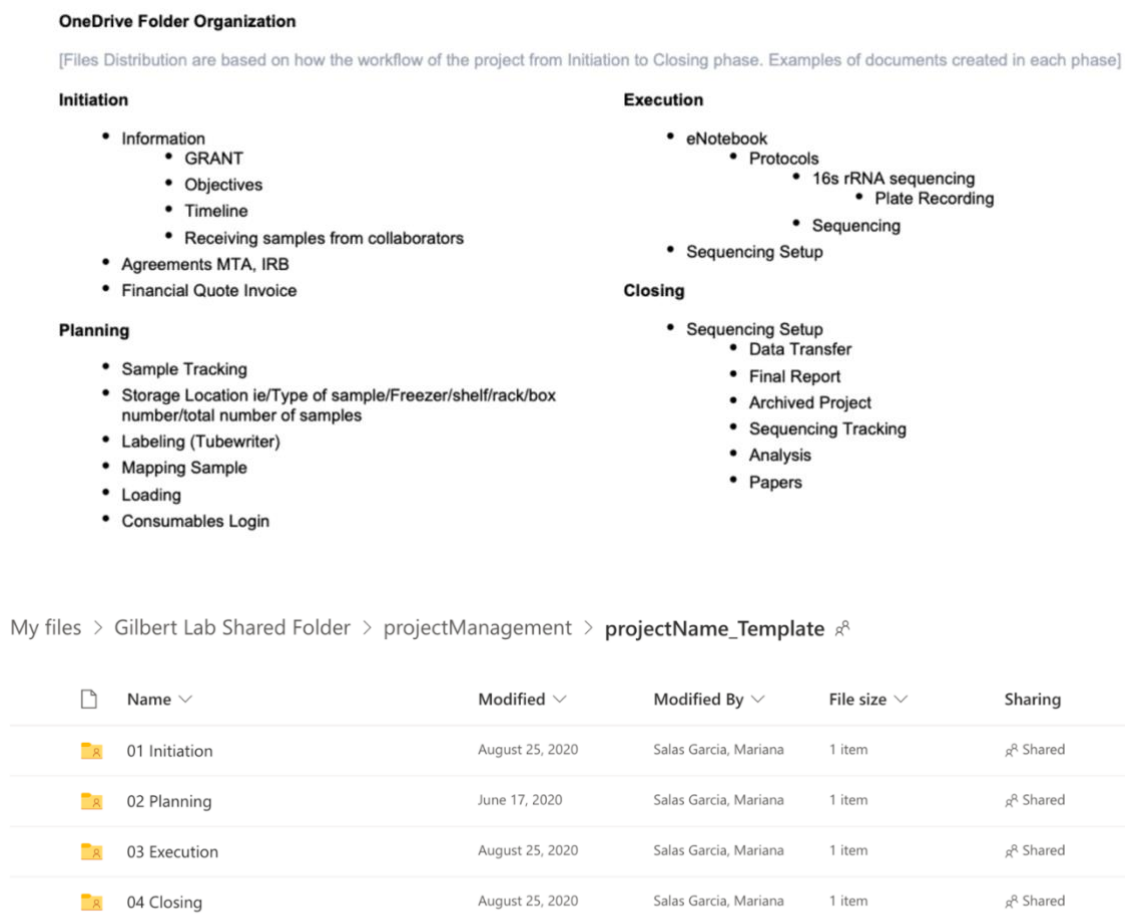 OneDrive Folder Organization
[Files Distribution are based on how the workflow of the project from Initiation to Closing phase. Examples of documents created in each phase]
Initiation
• Information
• GRANT
• Objectives
• Timeline
• Receiving samples from collaborators
• Agreements MTA, IRB
• Financial Quote Invoice
Planning
• Sample Tracking
• Storage Location ie/Type of sample/Freezer/shelf/rack/box
number/total number of samples
• Labeling (Tubewriter)
• Mapping Sample
• Loading
• Consumables Login
Execution
• eNotebook
• Protocols
• 16s rRNA sequencing
• Plate Recording
• Sequencing
• Sequencing Setup
Closing
• Sequencing Setup
• Data Transfer
• Final Report
• Archived Project
• Sequencing Tracking
• Analysis
• Papers
My files > Gilbert Lab Shared Folder > projectManagement > projectName_Template
Name Modified Modified By File size Sharing
01 Initiation August 25, 2020 Salas Garcia, Mariana 1 item Shared
02 Planning June 17, 2020 Salas Garcia, Mariana 1 item Shared
03 Execution August 25, 2020 Salas Garcia, Mariana 1 item Shared
04 Closing August 25, 2020 Salas Garcia, Mariana 1 item Shared